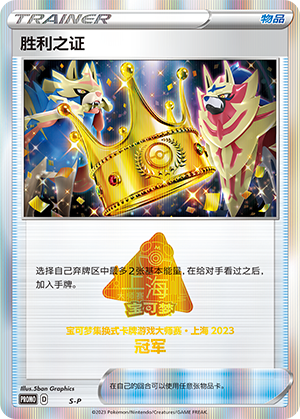 TRAINER 物品
胜利之证
选择自己弃牌区中最多2张基本能量,在给对手看过之后,
加入手牌。
上海
宝可梦
宝可梦集换式卡牌游戏大师赛·上海 2023
冠军
Illus.5ban Graphics
PROMO D S-P
在自己的回合可以使用任意张物品卡。
©2023 Pokémon/Nintendo/Creatures/GAME FREAK